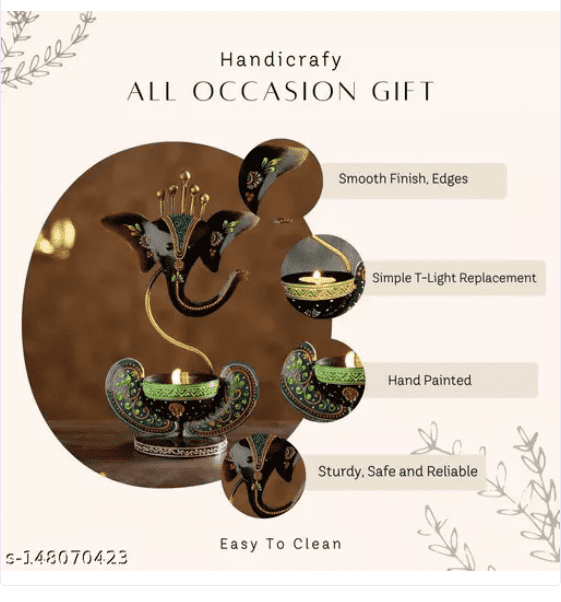 Handicrafy
ALL OCCASION GIFT
Smooth Finish, Edges
Simple T-Light Replacement
Hand Painted
Sturdy, Safe and Reliable
Easy To Clean
s-148070423